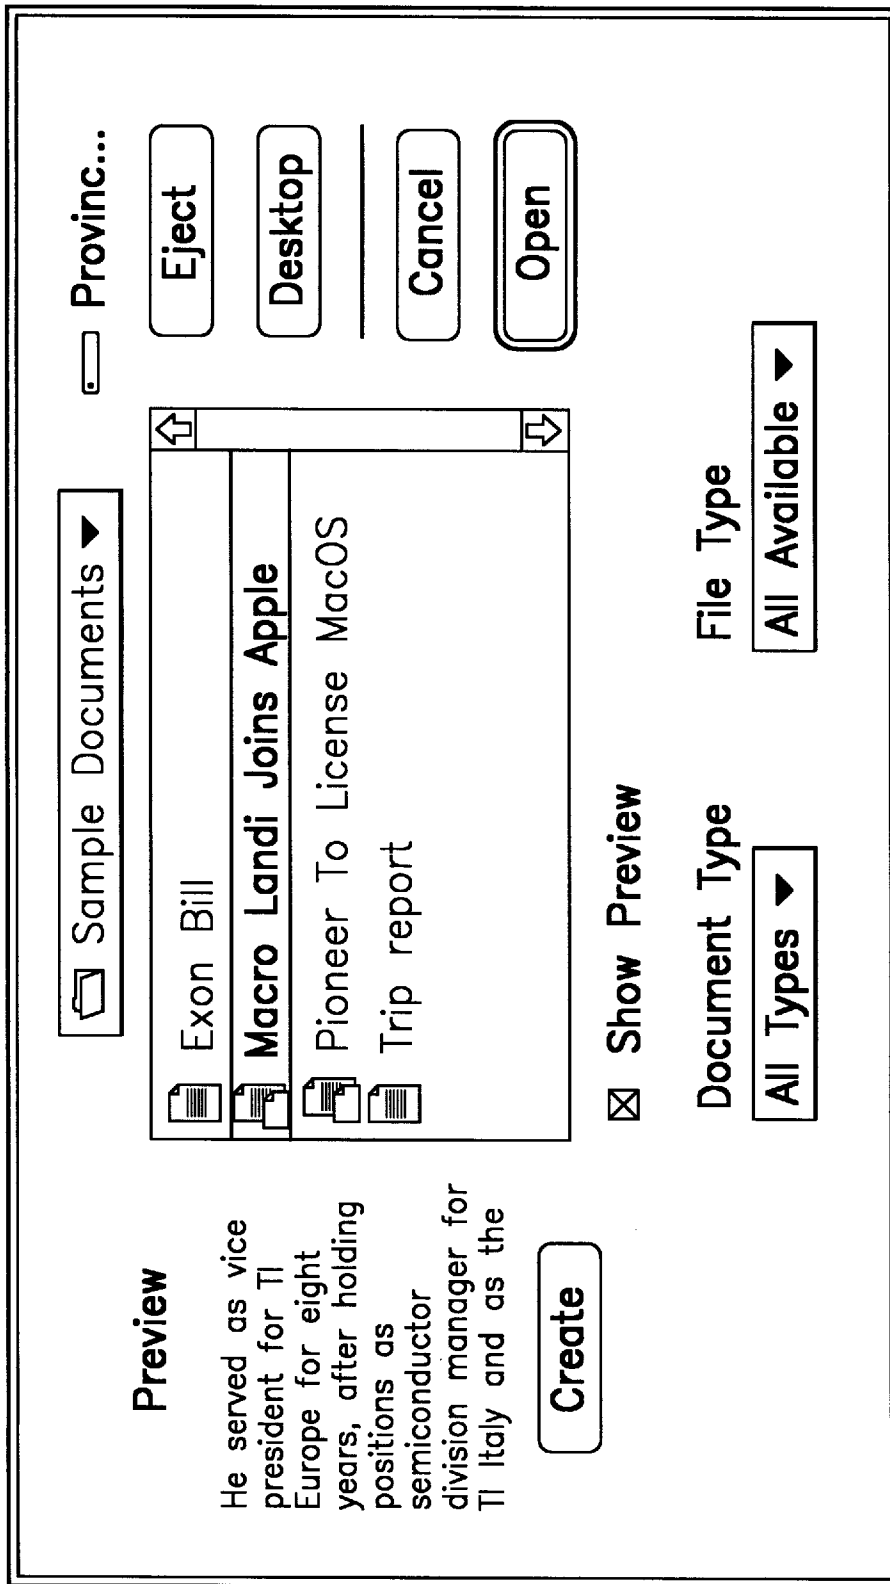 Preview
He served as vice
president for TI
Europe for eight
years, after holding
positions as
semiconductor
division manager for
TI Italy and as the
Create
Sample Documents
Exon Bill
Macro Landi Joins Apple
Pioneer To License MacOS
Trip report
Show Preview
Document Type
All Types
File Type
All Available
Provinc...
Eject
Desktop
Cancel
Open